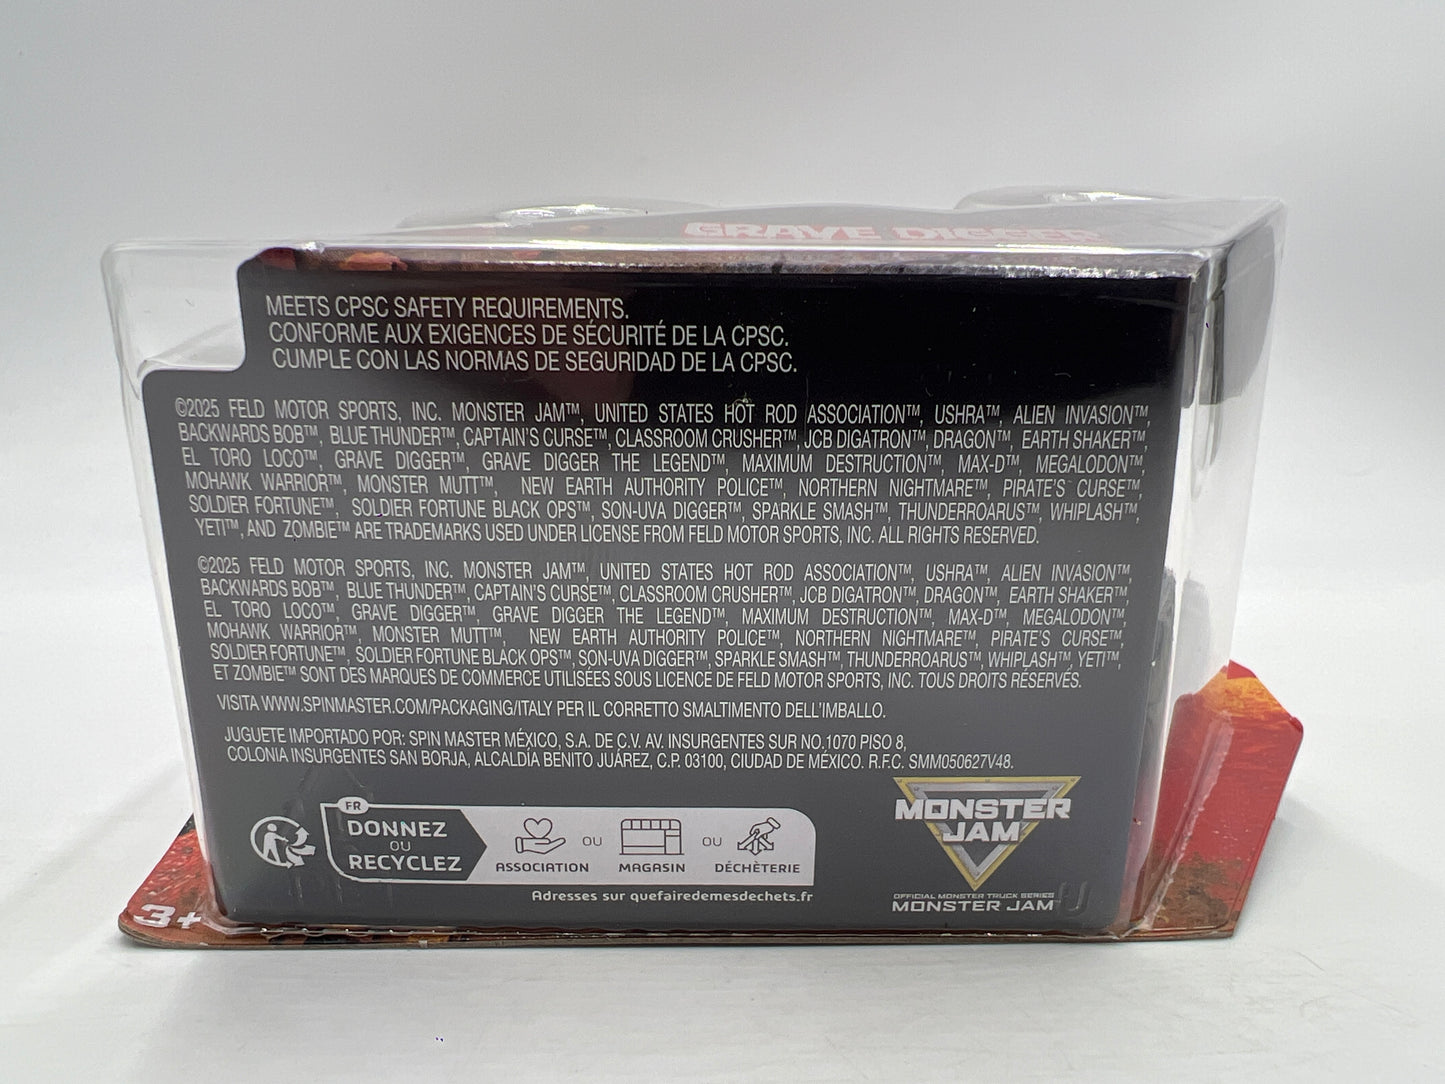 GRAVE DIGGER
MEETS CPSC SAFETY REQUIREMENTS.
CONFORME AUX EXIGENCES DE SÉCURITÉ DE LA CPSC.
CUMPLE CON LAS NORMAS DE SEGURIDAD DE LA CPSC.
©2025 FELD MOTOR SPORTS, INC. MONSTER JAM™, UNITED STATES HOT ROD ASSOCIATION™, USHRA™, ALIEN INVASION™,
BACKWARDS BOB™, BLUE THUNDER™, CAPTAIN'S CURSE™, CLASSROOM CRUSHER™, JCB DIGATRON™, DRAGON™, EARTH SHAKER™,
EL TORO LOCO™, GRAVE DIGGER™, GRAVE DIGGER THE LEGEND™, MAXIMUM DESTRUCTION™, MAX-D™, MEGALODON™,
MOHAWK WARRIOR™, MONSTER MUTT™, NEW EARTH AUTHORITY POLICE™, NORTHERN NIGHTMARE™, PIRATE'S CURSE™,
SOLDIER FORTUNE™, SOLDIER FORTUNE BLACK OPS™, SON-UVA DIGGER™, SPARKLE SMASH™, THUNDERROARUS™, WHIPLASH™,
YETI™, AND ZOMBIE™ ARE TRADEMARKS USED UNDER LICENSE FROM FELD MOTOR SPORTS, INC. ALL RIGHTS RESERVED.
©2025 FELD MOTOR SPORTS, INC. MONSTER JAM™, UNITED STATES HOT ROD ASSOCIATION™, USHRA™, ALIEN INVASION™,
BACKWARDS BOB™, BLUE THUNDER™, CAPTAIN'S CURSE™, CLASSROOM CRUSHER™, JCB DIGATRON™, DRAGON™, EARTH SHAKER™,
EL TORO LOCO™, GRAVE DIGGER™, GRAVE DIGGER THE LEGEND™, MAXIMUM DESTRUCTION™, MAX-D™, MEGALODON™,
MOHAWK WARRIOR™, MONSTER MUTT™, NEW EARTH AUTHORITY POLICE™, NORTHERN NIGHTMARE™, PIRATE'S CURSE™,
SOLDIER FORTUNE™, SOLDIER FORTUNE BLACK OPS™, SON-UVA DIGGER™, SPARKLE SMASH™, THUNDERROARUS™, WHIPLASH™, YETI™,
ET ZOMBIE™ SONT DES MARQUES DE COMMERCE UTILISÉES SOUS LICENCE DE FELD MOTOR SPORTS, INC. TOUS DROITS RÉSERVÉS.
VISITA WWW.SPINMASTER.COM/PACKAGING/ITALY PER IL CORRETTO SMALTIMENTO DELL'IMBALLO.
JUGUETE IMPORTADO POR: SPIN MASTER MÉXICO, S.A. DE C.V. AV. INSURGENTES SUR NO.1070 PISO 8,
COLONIA INSURGENTES SAN BORJA, ALCALDÍA BENITO JUÁREZ, C.P. 03100, CIUDAD DE MÉXICO. R.F.C. SMM050627V48.
FR
DONNEZ
OU
RECYCLEZ
ASSOCIATION OU MAGASIN OU DÉCHÈTERIE
Adresses sur quefairedemesdechets.fr
MONSTER
JAM
OFFICIAL MONSTER TRUCK SERIES
MONSTER JAM
3+